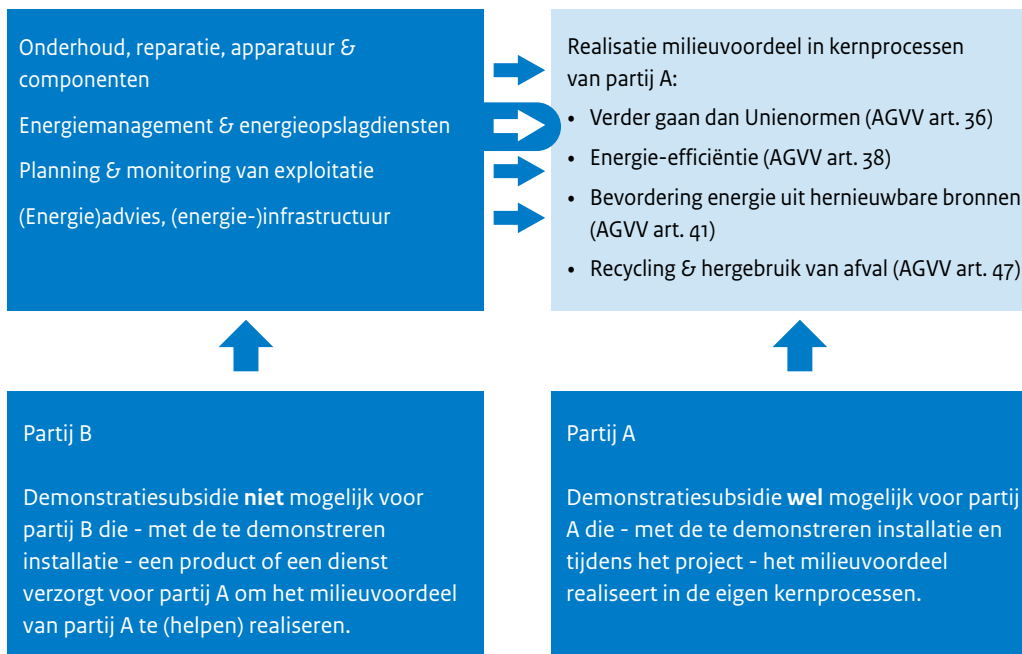 Onderhoud, reparatie, apparatuur &
componenten
Energiemanagement & energieopslagdiensten
Planning & monitoring van exploitatie
(Energie)advies, (energie-)infrastructuur
Realisatie milieuvoordeel in kernprocessen
van partij A:
• Verder gaan dan Unienormen (AGVV art. 36)
• Energie-efficiëntie (AGVV art. 38)
• Bevordering energie uit hernieuwbare bronnen
(AGVV art. 41)
• Recycling & hergebruik van afval (AGVV art. 47)
Partij B
Demonstratiesubsidie niet mogelijk voor
partij B die - met de te demonstreren
installatie - een product of een dienst
verzorgt voor partij A om het milieuvoordeel
van partij A te (helpen) realiseren.
Partij A
Demonstratiesubsidie wel mogelijk voor partij
A die - met de te demonstreren installatie en
tijdens het project - het milieuvoordeel
realiseert in de eigen kernprocessen.